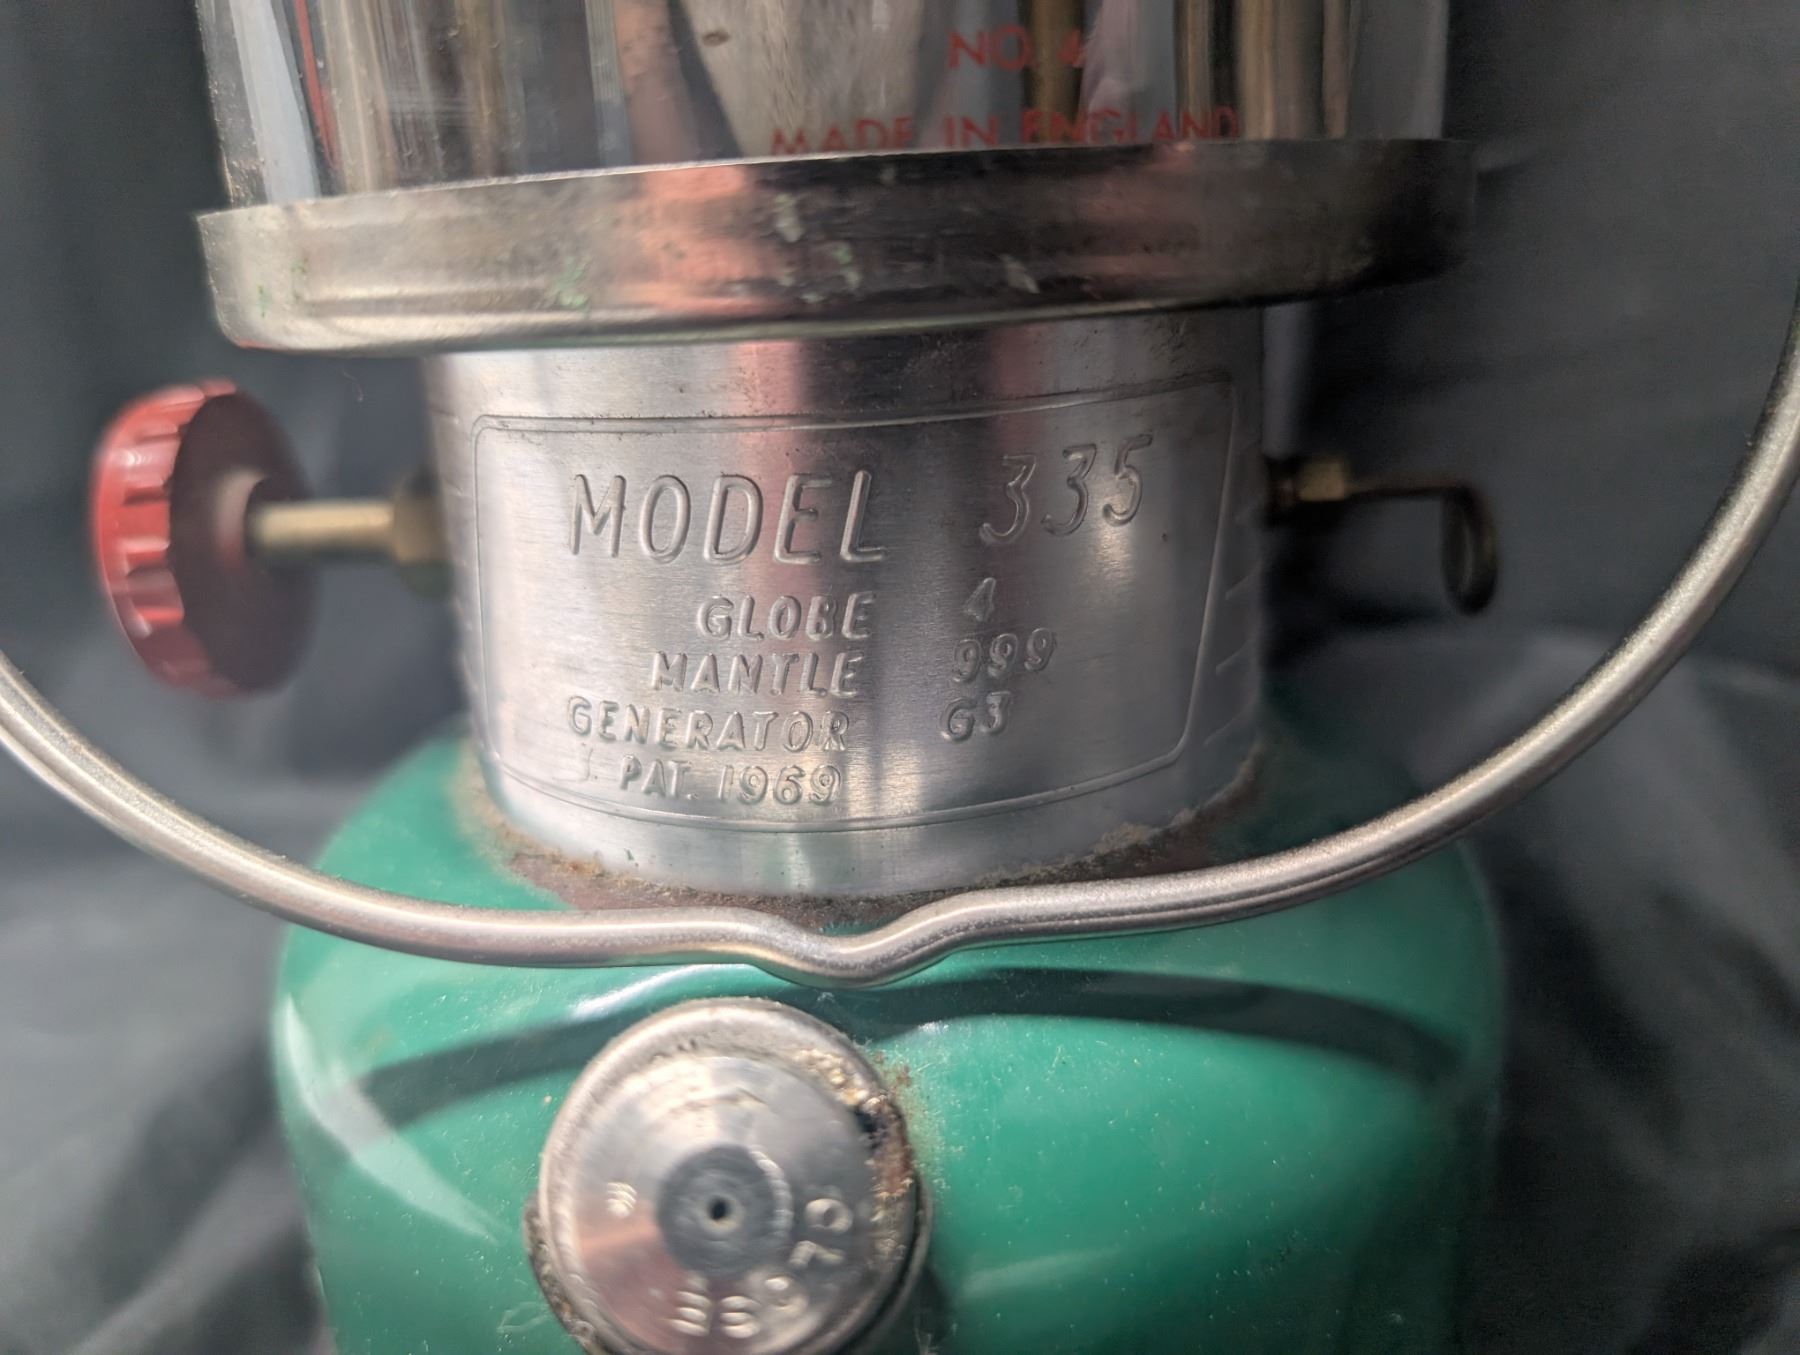 NO. 4
MADE IN ENGLAND
MODEL 335
GLOBE 4
MANTLE 999
GENERATOR G3
PAT. 1969